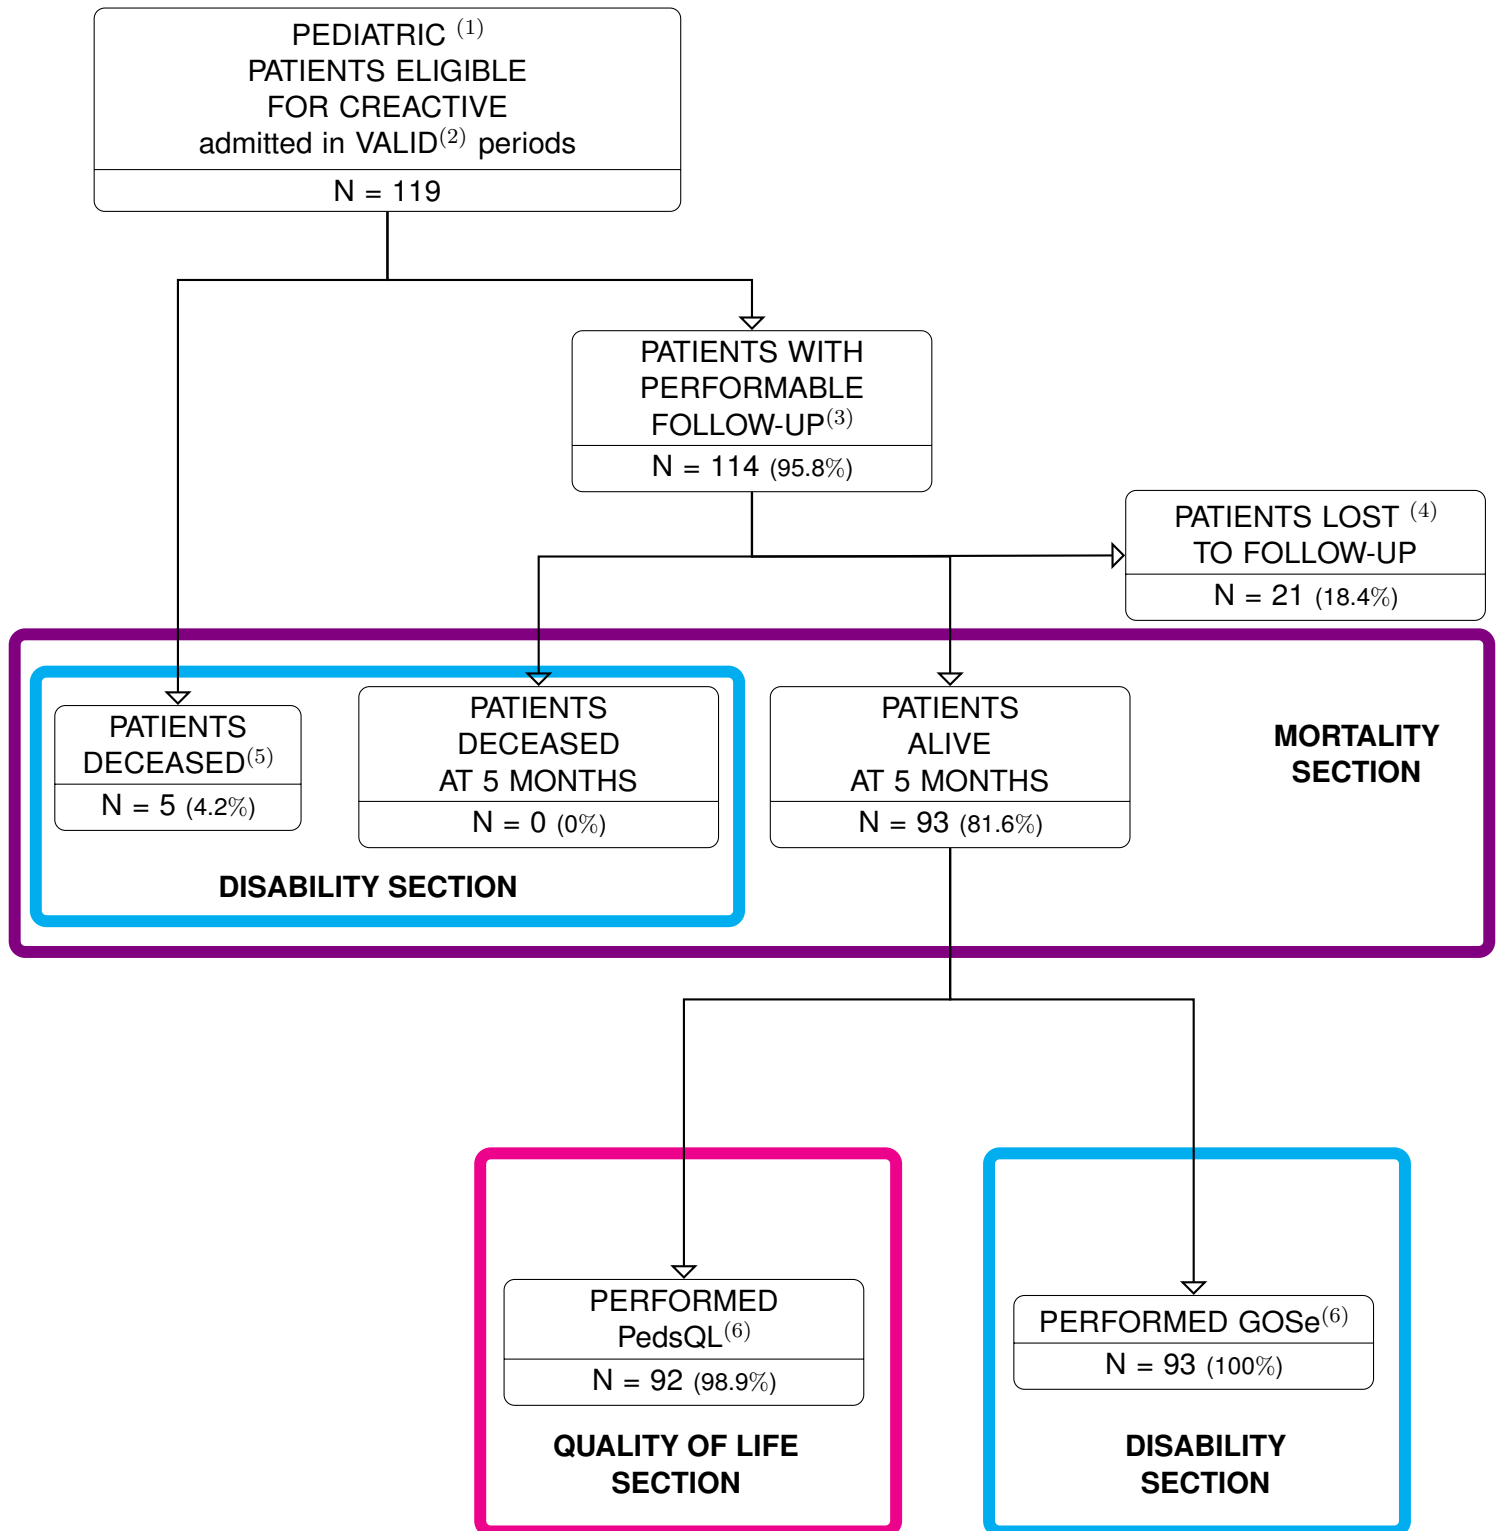 PEDIATRIC (1)
PATIENTS ELIGIBLE
FOR CREACTIVE
admitted in VALID(2) periods
N = 119
PATIENTS WITH
PERFORMABLE
FOLLOW-UP(3)
N = 114 (95.8%)
PATIENTS LOST (4)
TO FOLLOW-UP
N = 21 (18.4%)
PATIENTS
DECEASED(5)
N = 5 (4.2%)
PATIENTS
DECEASED
AT 5 MONTHS
N = 0 (0%)
PATIENTS
ALIVE
AT 5 MONTHS
N = 93 (81.6%)
MORTALITY
SECTION
DISABILITY SECTION
PERFORMED
PedsQL(6)
N = 92 (98.9%)
QUALITY OF LIFE
SECTION
PERFORMED GOSe(6)
N = 93 (100%)
DISABILITY
SECTION